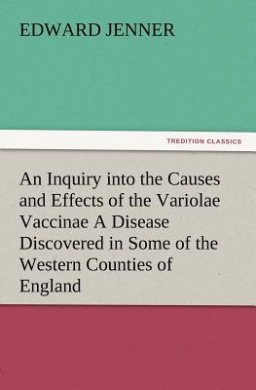 EDWARD JENNER
TREDITION CLASSICS
An Inquiry into the Causes
and Effects of the Variolae
Vaccinae A Disease
Discovered in Some of the
Western Counties of
England